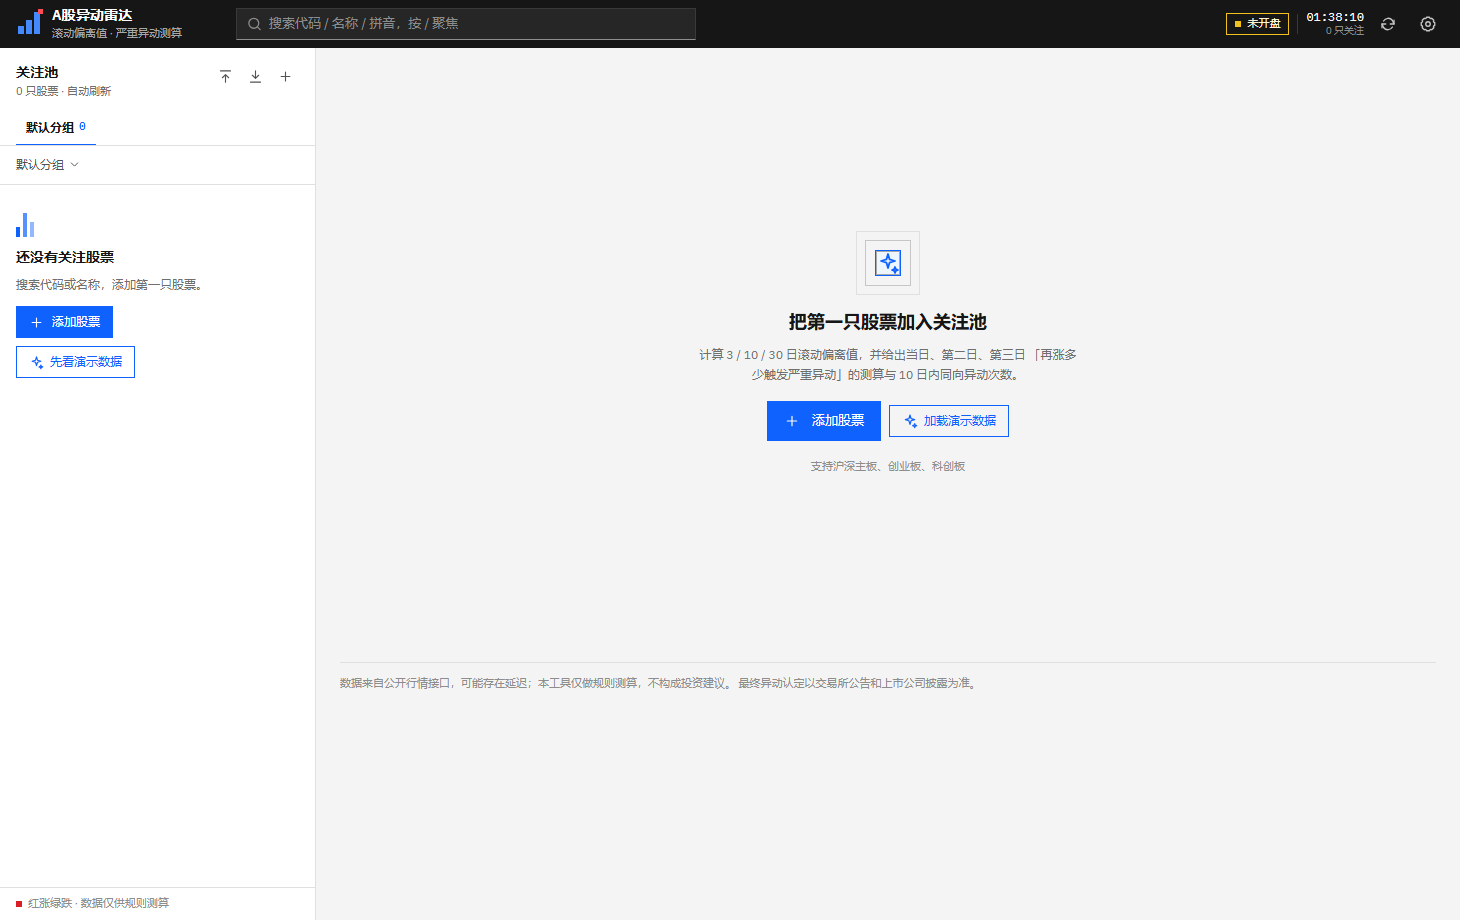 A股异动雷达
滚动偏离值 · 严重异动测算
搜索代码 / 名称 / 拼音，按 / 聚焦
未开盘
01:38:10
0 只关注
关注池
0 只股票 · 自动刷新
默认分组 0
默认分组
还没有关注股票
搜索代码或名称，添加第一只股票。
添加股票
先看演示数据
把第一只股票加入关注池
计算 3 / 10 / 30 日滚动偏离值，并给出当日、第二日、第三日 「再涨多
少触发严重异动」的测算与 10 日内同向异动次数。
添加股票
加载演示数据
支持沪深主板、创业板、科创板
数据来自公开行情接口，可能存在延迟；本工具仅做规则测算，不构成投资建议。 最终异动认定以交易所公告和上市公司披露为准。
红涨绿跌 · 数据仅供规则测算